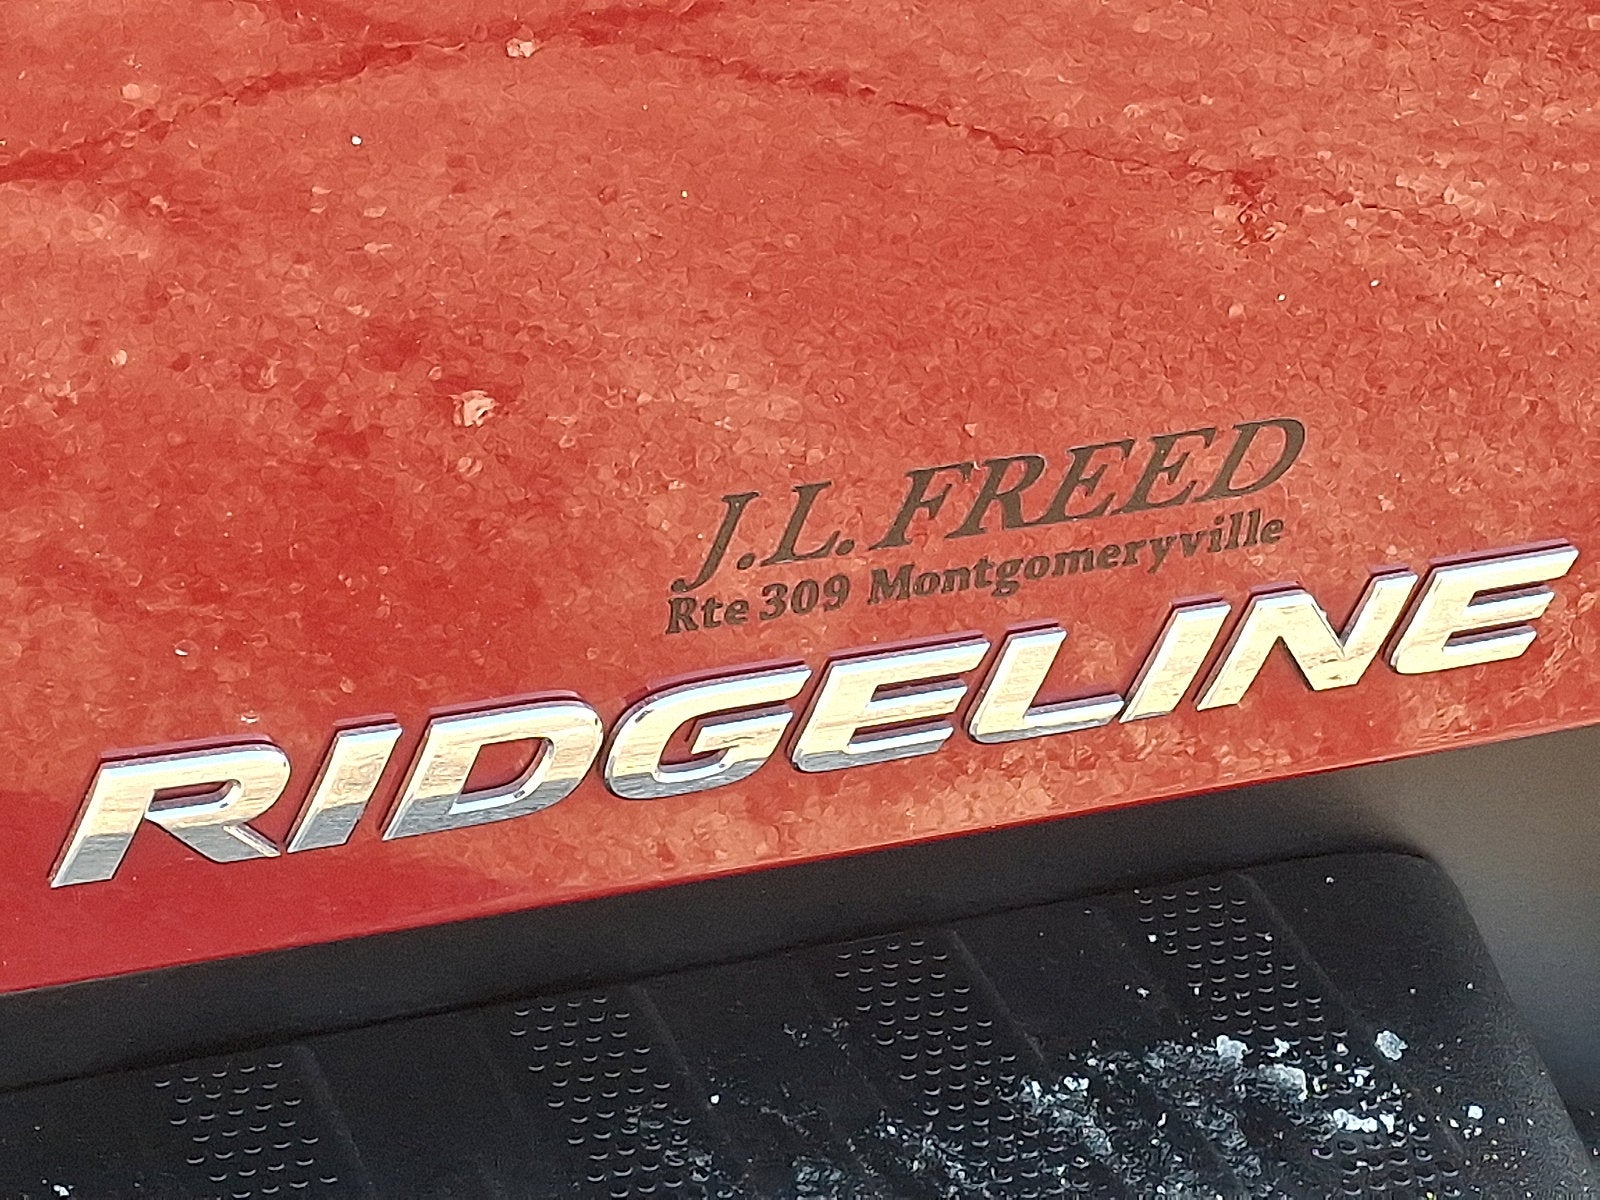 J.L. FREED
Rte 309 Montgomeryville
RIDGELINE